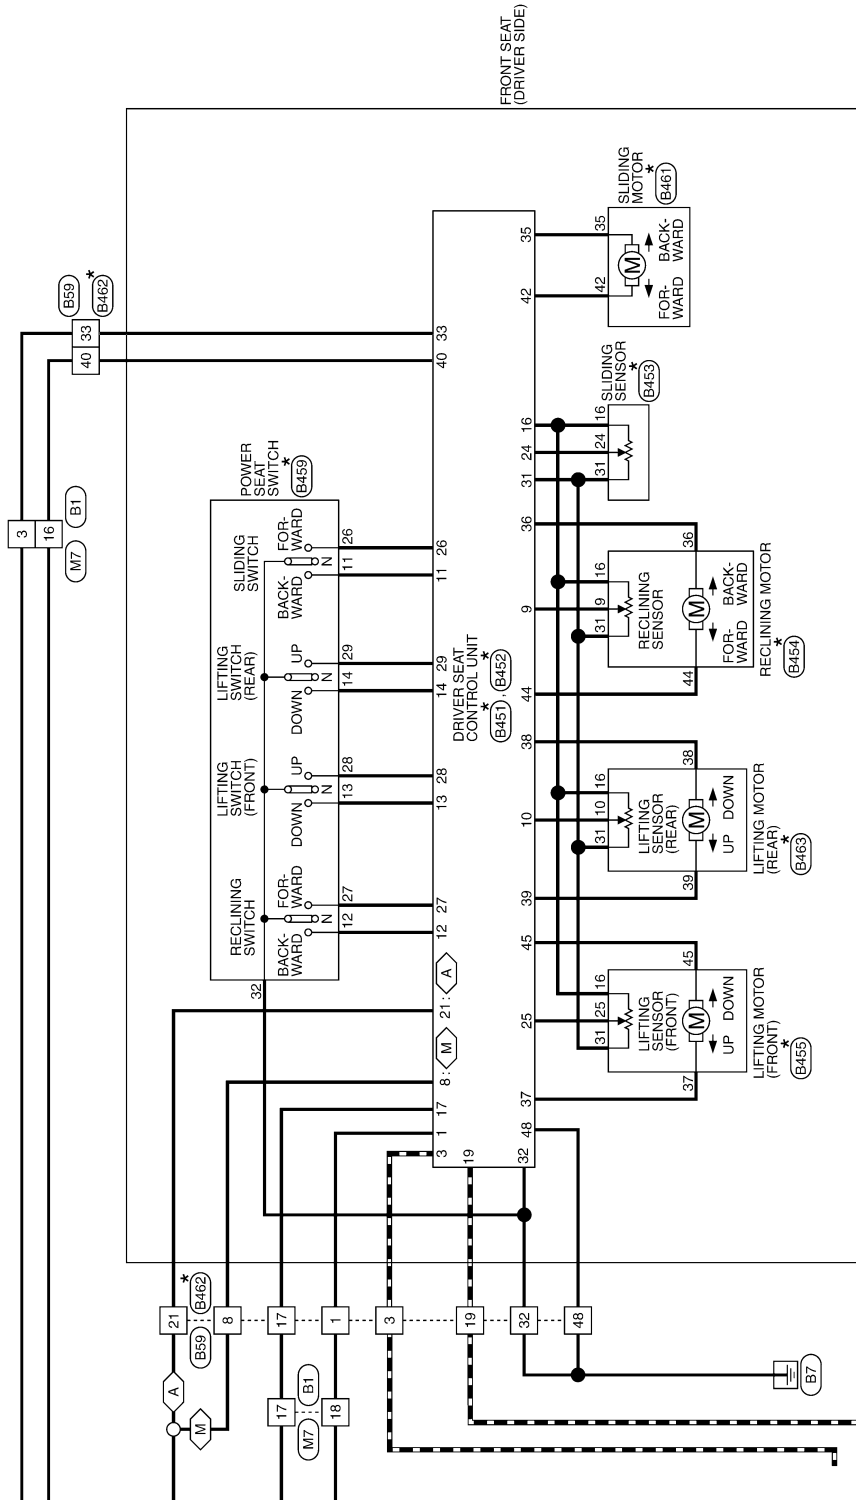 FRONT SEAT
(DRIVER SIDE)
B59
B462 *
33
40
3
16
B1
M7
33
40
35
42
35
42
SLIDING
MOTOR
*
B461
FOR-
WARD
BACK-
WARD
M
SLIDING
SENSOR
*
B453
16
24
31
16
24
31
POWER
SEAT
SWITCH
*
B459
SLIDING
SWITCH
BACK-
WARD
FOR-
WARD
N
11
26
11
26
LIFTING
SWITCH
(REAR)
DOWN
UP
N
14
29
14
29
LIFTING
SWITCH
(FRONT)
DOWN
UP
N
13
28
13
28
RECLINING
SWITCH
BACK-
WARD
FOR-
WARD
N
12
27
12
27
32
DRIVER SEAT
CONTROL UNIT
* *
B451 , B452
36
9
44
36
16
9
31
44
RECLINING
SENSOR
M
FOR-
WARD
BACK-
WARD
RECLINING MOTOR
*
B454
38
10
39
38
16
10
31
39
LIFTING
SENSOR
(REAR)
M
UP
DOWN
LIFTING MOTOR
(REAR)
*
B463
45
25
37
45
16
25
31
37
LIFTING
SENSOR
(FRONT)
M
UP
DOWN
LIFTING MOTOR
(FRONT)
*
B455
21 : A
8 : M
17
1
3
19
32
48
B59
B462 *
21
8
17
1
3
19
32
48
A
M
M7
B1
17
18
B7